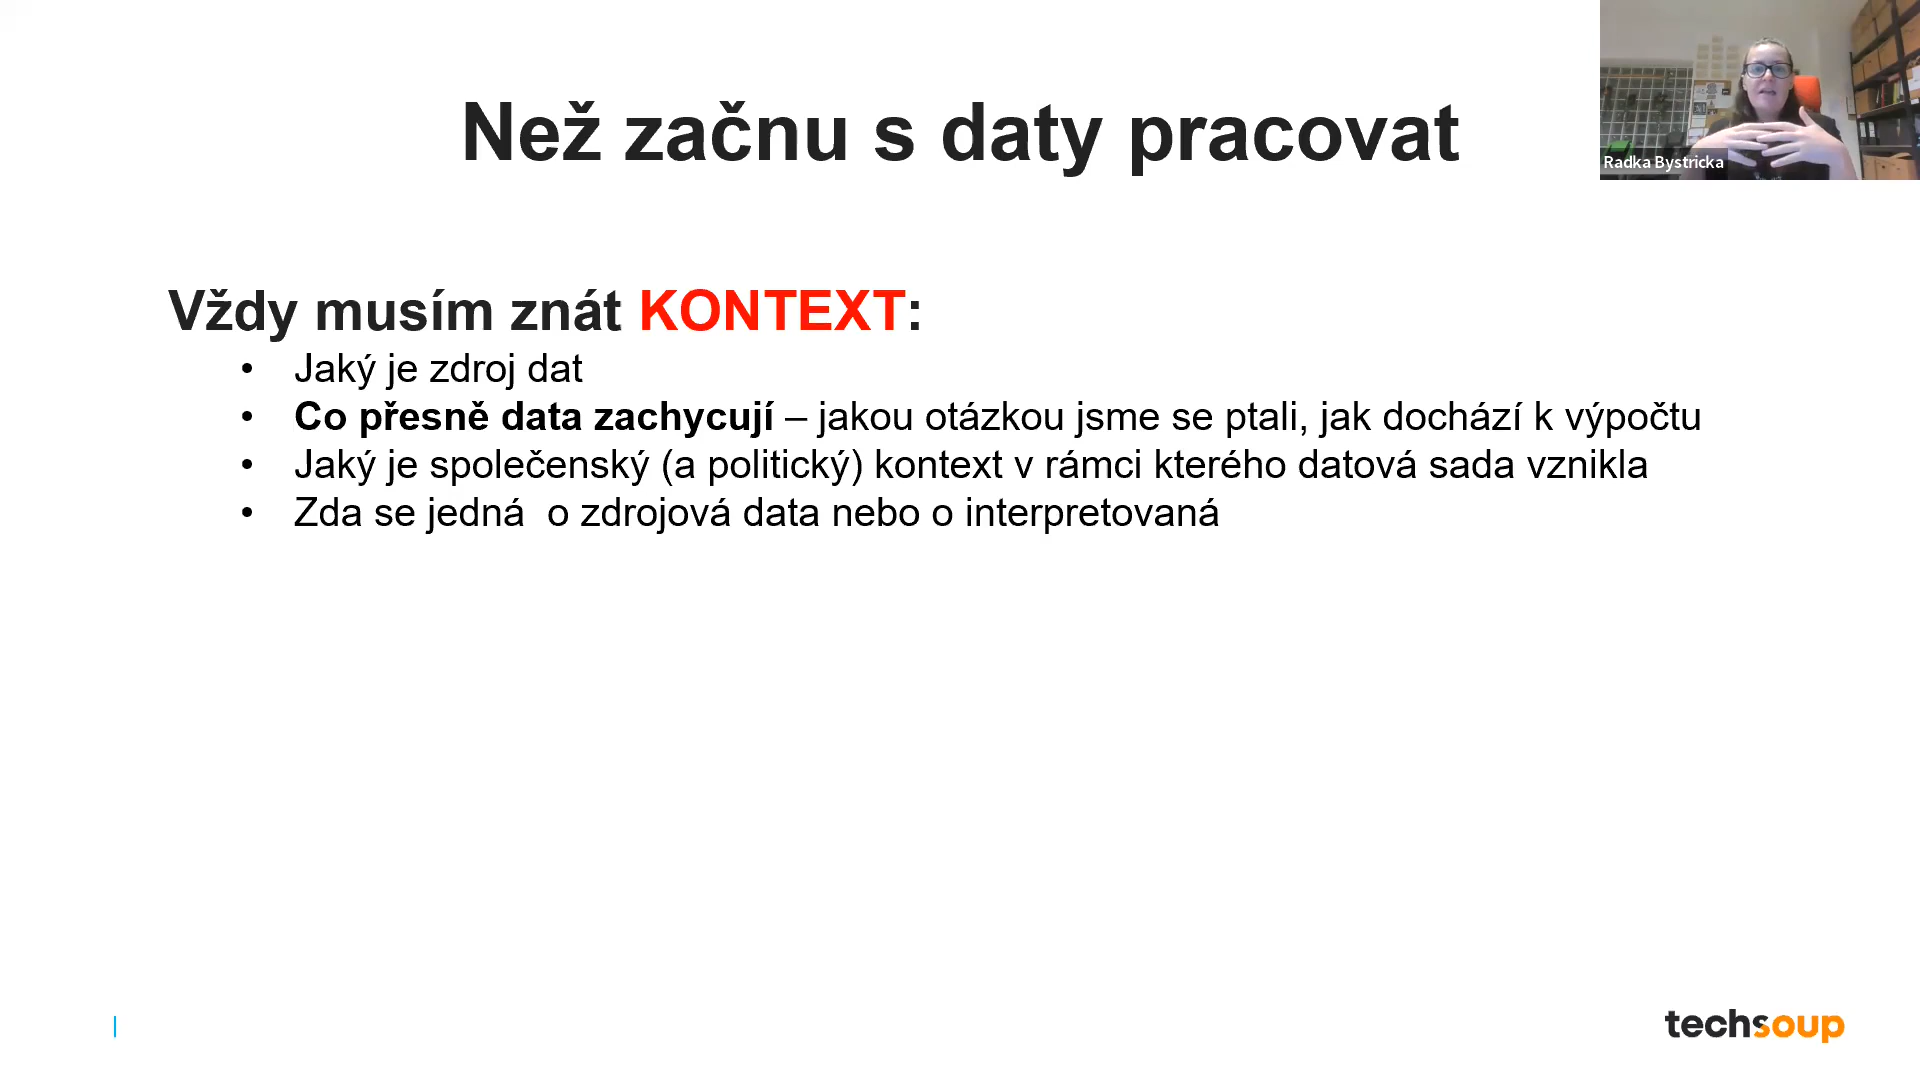 Než začnu s daty pracovat
Radka Bystricka
Vždy musím znát KONTEXT:
• Jaký je zdroj dat
• Co přesně data zachycují – jakou otázkou jsme se ptali, jak dochází k výpočtu
• Jaký je společenský (a politický) kontext v rámci kterého datová sada vznikla
• Zda se jedná  o zdrojová data nebo o interpretovaná
techsoup